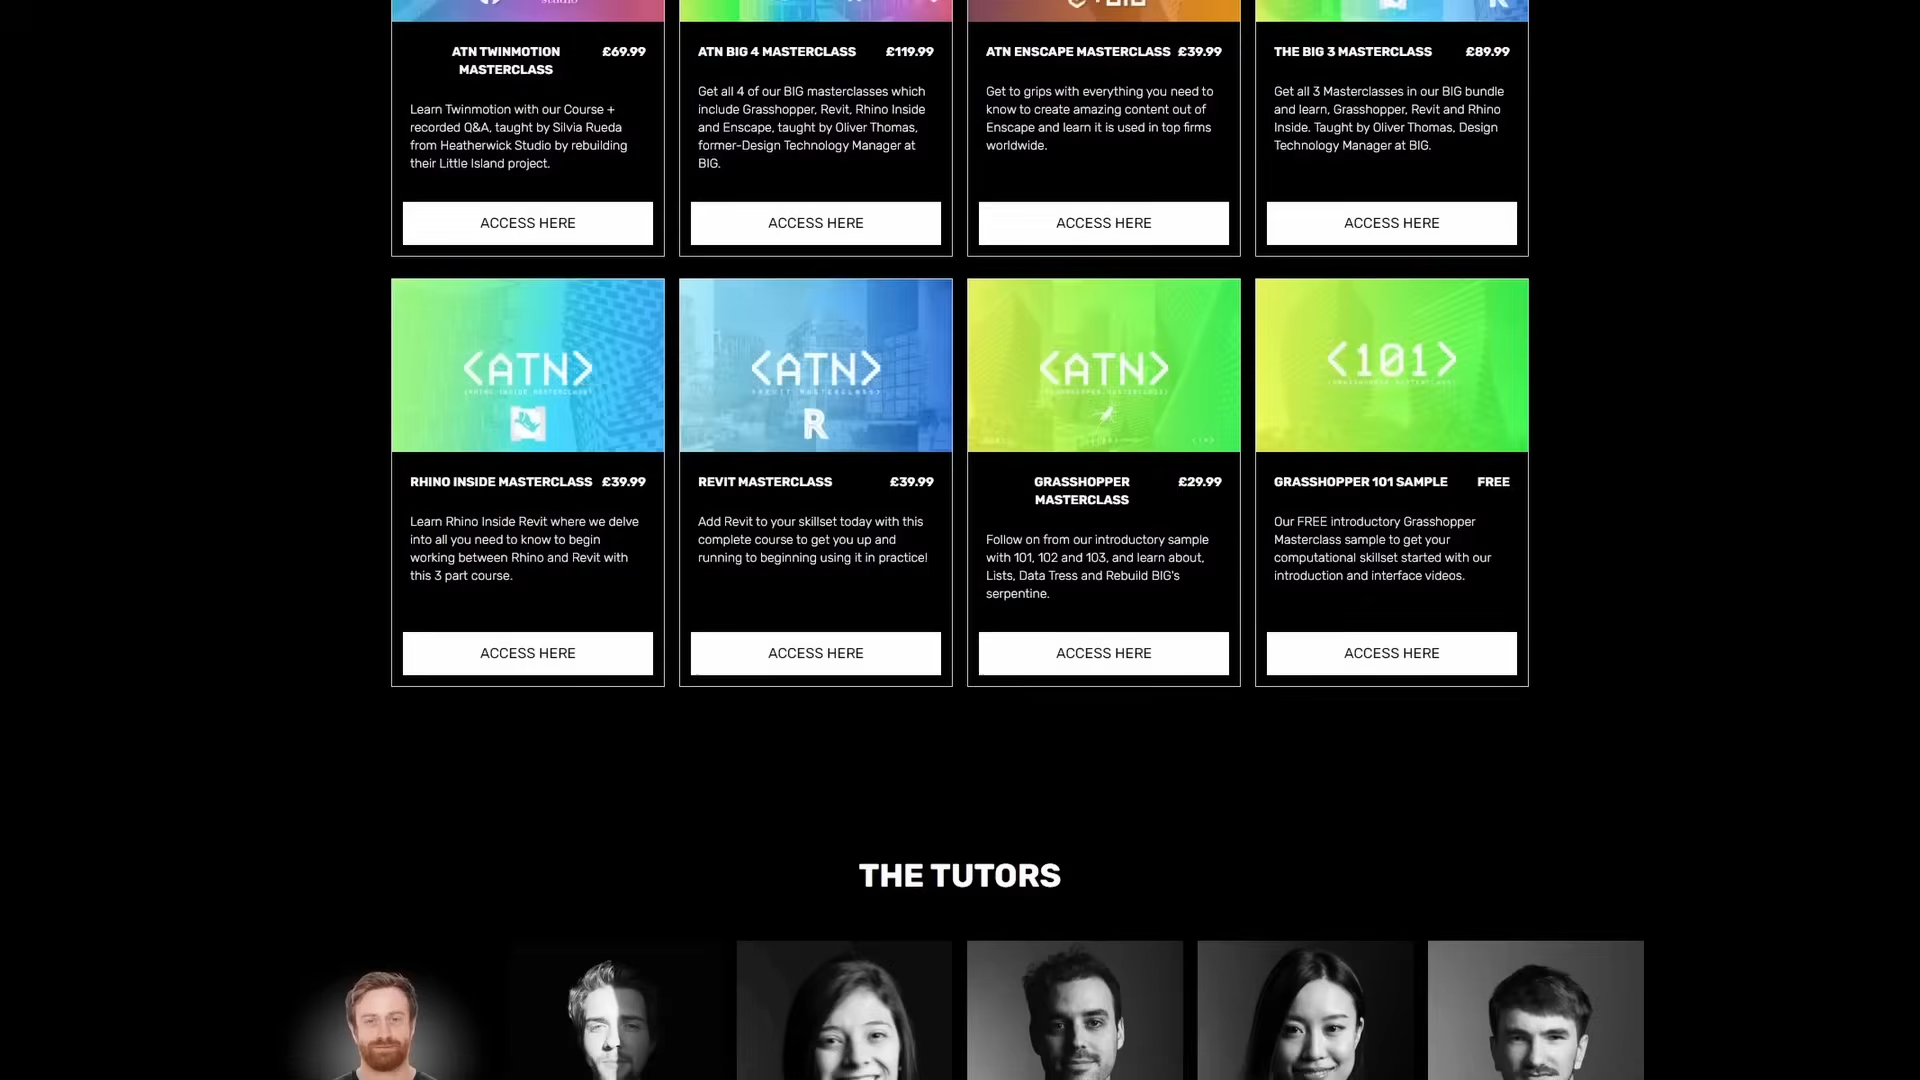 studio
BIG
R
ATN TWINMOTION
MASTERCLASS
£69.99
Learn Twinmotion with our Course +
recorded Q&A, taught by Silvia Rueda
from Heatherwick Studio by rebuilding
their Little Island project.
ACCESS HERE
ATN BIG 4 MASTERCLASS £119.99
Get all 4 of our BIG masterclasses which
include Grasshopper, Revit, Rhino Inside
and Enscape, taught by Oliver Thomas,
former-Design Technology Manager at
BIG.
ACCESS HERE
ATN ENSCAPE MASTERCLASS £39.99
Get to grips with everything you need to
know to create amazing content out of
Enscape and learn it is used in top firms
worldwide.
ACCESS HERE
THE BIG 3 MASTERCLASS £89.99
Get all 3 Masterclasses in our BIG bundle
and learn, Grasshopper, Revit and Rhino
Inside. Taught by Oliver Thomas, Design
Technology Manager at BIG.
ACCESS HERE
<ATN>
(RHINO INSIDE MASTERCLASS)
RHINO INSIDE MASTERCLASS £39.99
Learn Rhino Inside Revit where we delve
into all you need to know to begin
working between Rhino and Revit with
this 3 part course.
ACCESS HERE
<ATN>
(REVIT MASTERCLASS)
R
REVIT MASTERCLASS £39.99
Add Revit to your skillset today with this
complete course to get you up and
running to beginning using it in practice!
ACCESS HERE
<ATN>
(GRASSHOPPER MASTERCLASS)
GRASSHOPPER
MASTERCLASS
£29.99
Follow on from our introductory sample
with 101, 102 and 103, and learn about,
Lists, Data Tress and Rebuild BIG's
serpentine.
ACCESS HERE
<101>
(GRASSHOPPER MASTERCLASS)
GRASSHOPPER 101 SAMPLE FREE
Our FREE introductory Grasshopper
Masterclass sample to get your
computational skillset started with our
introduction and interface videos.
ACCESS HERE
THE TUTORS